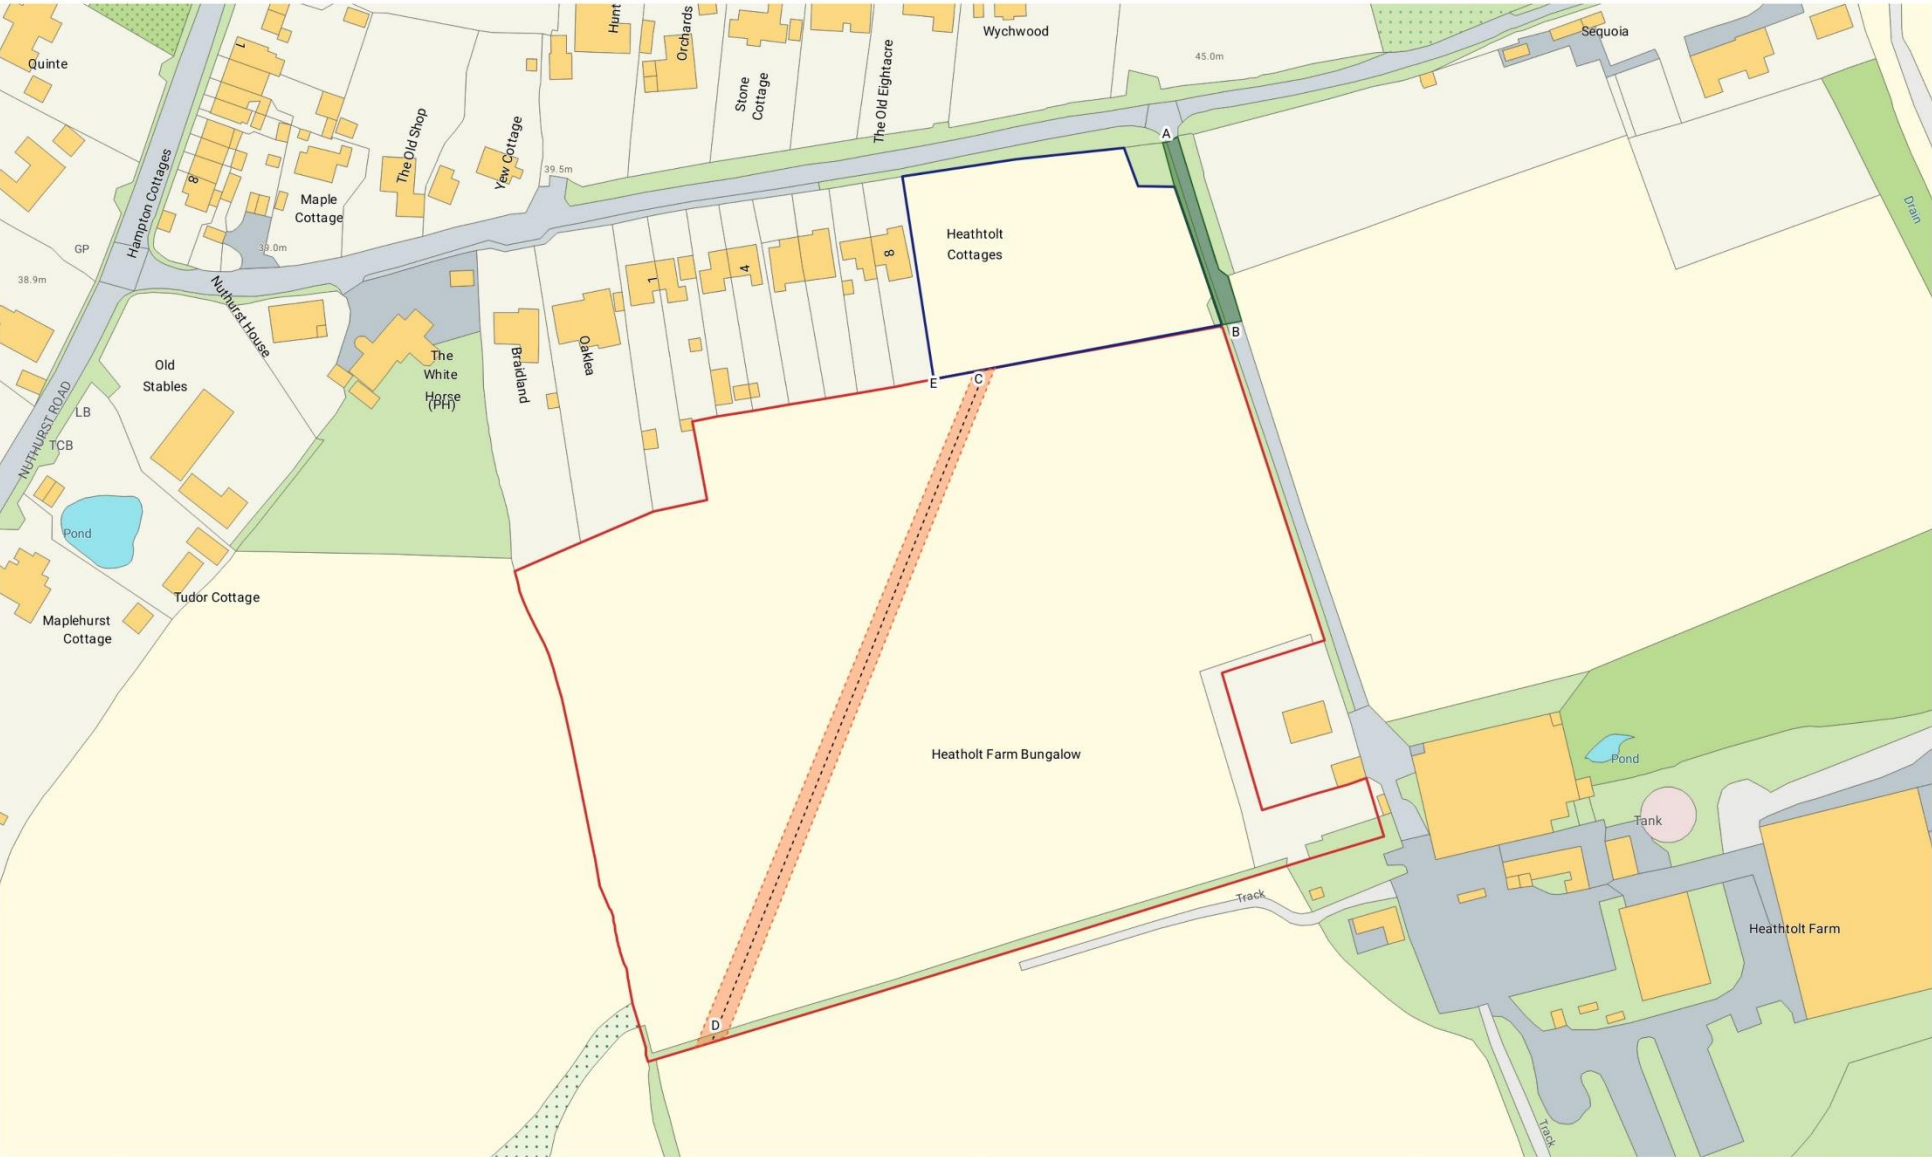 Quinte
1
Hunt
Orchards
Wychwood
Sequoia
45.0m
Stone
Cottage
The Old Eightacre
The Old Shop
Yew Cottage
A
39.5m
8
Maple
Cottage
Hampton Cottages
Drain
GP
39.0m
38.9m
Heathtolt
Cottages
1
4
8
Nuthurst House
B
Old
Stables
The
White
Horse
(PH)
Braidland
Oaklea
E
C
NUTHURST ROAD
LB
TCB
Pond
Tudor Cottage
Maplehurst
Cottage
Heatholt Farm Bungalow
Pond
Tank
Track
Heathtolt Farm
D
Track